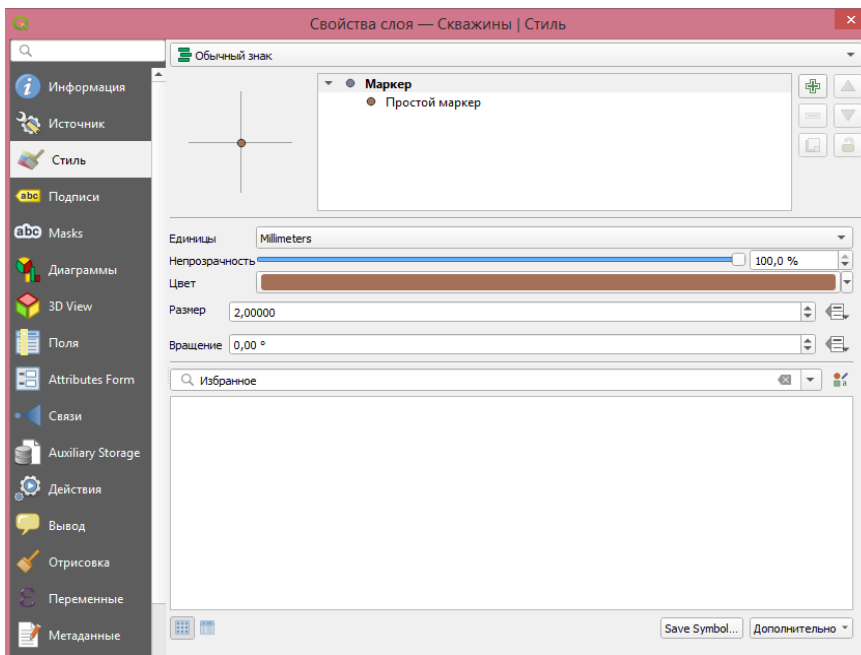 Свойства слоя — Скважины | Стиль
Обычный знак
Информация
Источник
Стиль
abc Подписи
abc Masks
Диаграммы
3D View
Поля
Attributes Form
Связи
Auxiliary Storage
Действия
Вывод
Отрисовка
Переменные
Метаданные
Маркер
Простой маркер
Единицы Millimeters
Непрозрачность 100,0 %
Цвет
Размер 2,00000
Вращение 0,00 °
Избранное
Save Symbol... Дополнительно